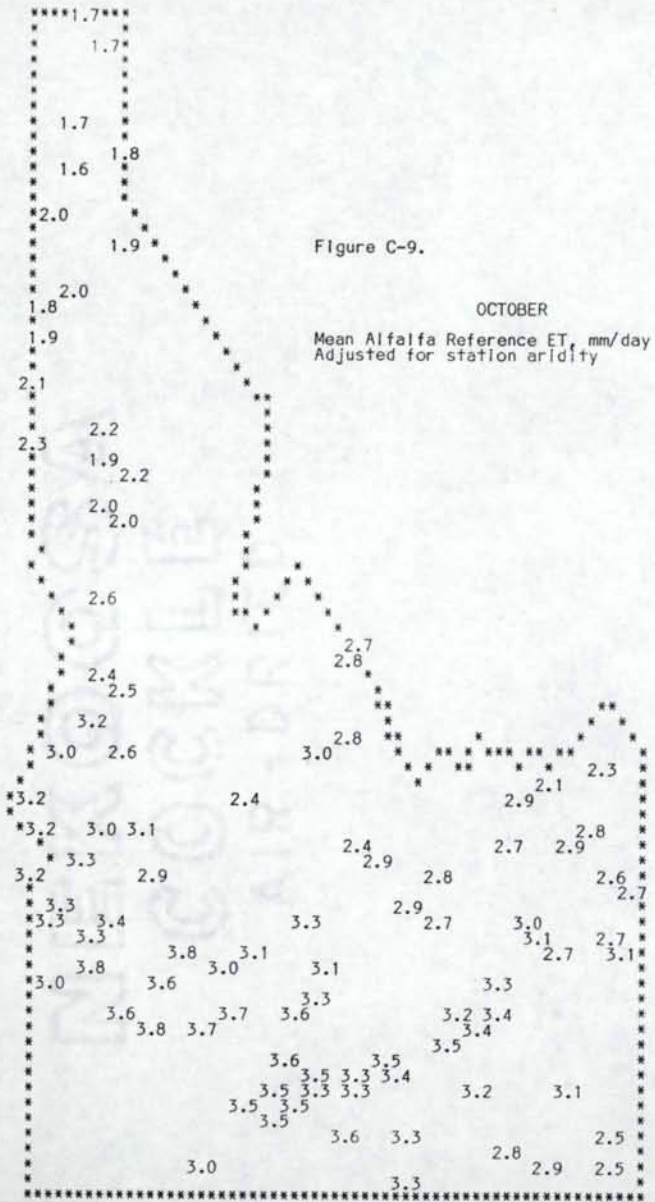 ****1.7***
1.7
1.7
1.8
1.6
2.0
1.9
Figure C-9.
2.0
OCTOBER
1.8
1.9
Mean Alfalfa Reference ET, mm/day
Adjusted for station aridity
2.1
2.2
2.3
1.9
2.2
2.0
2.0
2.6
2.7
2.8
2.4
2.5
3.2
2.8
3.0 2.6 3.0
2.3
2.1
3.2 2.4 2.9
3.2 3.0 3.1 2.8
2.4 2.7 2.9
3.3 2.9
3.2 2.9 2.8 2.6
2.7
3.3 2.9
3.3 3.4 3.3 2.7 3.0
3.3 3.1 2.7
3.8 3.1 2.7 3.1
3.8 3.0 3.1
3.0 3.6 3.3
3.3
3.6 3.7 3.6 3.2 3.4
3.8 3.7 3.4
3.5
3.6 3.5
3.5 3.3 3.4
3.5 3.3 3.3 3.2 3.1
3.5 3.5
3.5
3.6 3.3 2.5
2.8
3.0 2.9 2.5
3.3